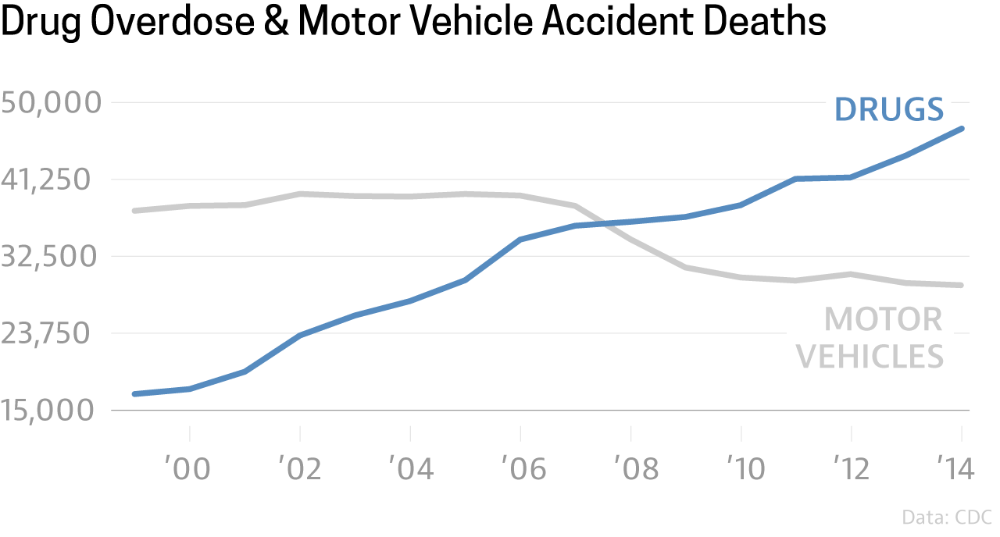 Drug Overdose & Motor Vehicle Accident Deaths
50,000
DRUGS
41,250
32,500
MOTOR
23,750
VEHICLES
15,000
’00 ’02 ’04 ’06 ’08 ’10 ’12 ’14
Data: CDC